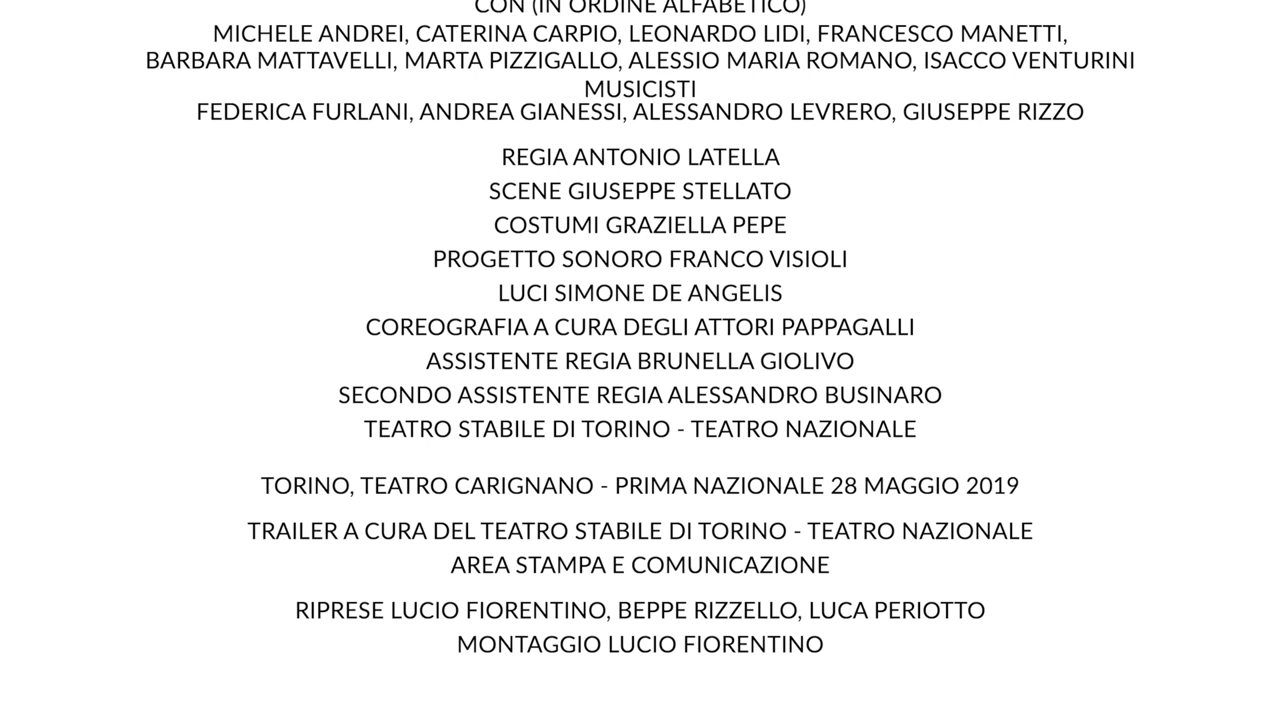 CON (IN ORDINE ALFABETICO)
MICHELE ANDREI, CATERINA CARPIO, LEONARDO LIDI, FRANCESCO MANETTI,
BARBARA MATTAVELLI, MARTA PIZZIGALLO, ALESSIO MARIA ROMANO, ISACCO VENTURINI
MUSICISTI
FEDERICA FURLANI, ANDREA GIANESSI, ALESSANDRO LEVRERO, GIUSEPPE RIZZO
REGIA ANTONIO LATELLA
SCENE GIUSEPPE STELLATO
COSTUMI GRAZIELLA PEPE
PROGETTO SONORO FRANCO VISIOLI
LUCI SIMONE DE ANGELIS
COREOGRAFIA A CURA DEGLI ATTORI PAPPAGALLI
ASSISTENTE REGIA BRUNELLA GIOLIVO
SECONDO ASSISTENTE REGIA ALESSANDRO BUSINARO
TEATRO STABILE DI TORINO - TEATRO NAZIONALE
TORINO, TEATRO CARIGNANO - PRIMA NAZIONALE 28 MAGGIO 2019
TRAILER A CURA DEL TEATRO STABILE DI TORINO - TEATRO NAZIONALE
AREA STAMPA E COMUNICAZIONE
RIPRESE LUCIO FIORENTINO, BEPPE RIZZELLO, LUCA PERIOTTO
MONTAGGIO LUCIO FIORENTINO